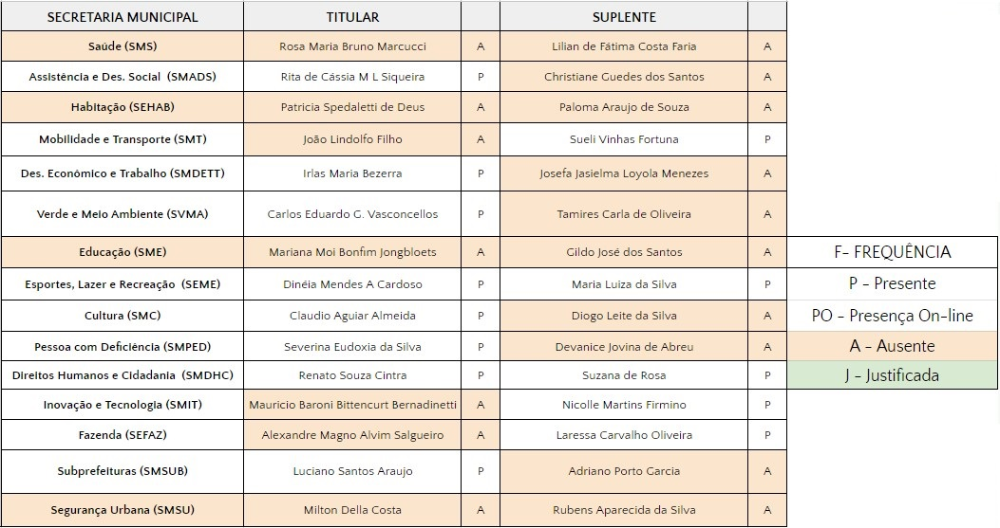 SECRETARIA MUNICIPAL TITULAR SUPLENTE
Saúde (SMS) Rosa Maria Bruno Marcucci A Lilian de Fátima Costa Faria A
Assistência e Des. Social (SMADS) Rita de Cássia M L Siqueira P Christiane Guedes dos Santos A
Habitação (SEHAB) Patricia Spedaletti de Deus A Paloma Araujo de Souza A
Mobilidade e Transporte (SMT) João Lindolfo Filho A Sueli Vinhas Fortuna P
Des. Econômico e Trabalho (SMDETT) Irlas Maria Bezerra P Josefa Jasielma Loyola Menezes A
Verde e Meio Ambiente (SVMA) Carlos Eduardo G. Vasconcellos P Tamires Carla de Oliveira A
Educação (SME) Mariana Moi Bonfim Jongbloets A Gildo José dos Santos A F- FREQUÊNCIA
Esportes, Lazer e Recreação (SEME) Dinéia Mendes A Cardoso P Maria Luiza da Silva P P - Presente
Cultura (SMC) Claudio Aguiar Almeida P Diogo Leite da Silva A PO - Presença On-line
Pessoa com Deficiência (SMPED) Severina Eudoxia da Silva P Devanice Jovina de Abreu A A - Ausente
Direitos Humanos e Cidadania (SMDHC) Renato Souza Cintra P Suzana de Rosa P J - Justificada
Inovação e Tecnologia (SMIT) Mauricio Baroni Bittencurt Bernadinetti A Nicolle Martins Firmino P
Fazenda (SEFAZ) Alexandre Magno Alvim Salgueiro A Laressa Carvalho Oliveira P
Subprefeituras (SMSUB) Luciano Santos Araujo P Adriano Porto Garcia A
Segurança Urbana (SMSU) Milton Della Costa A Rubens Aparecida da Silva A